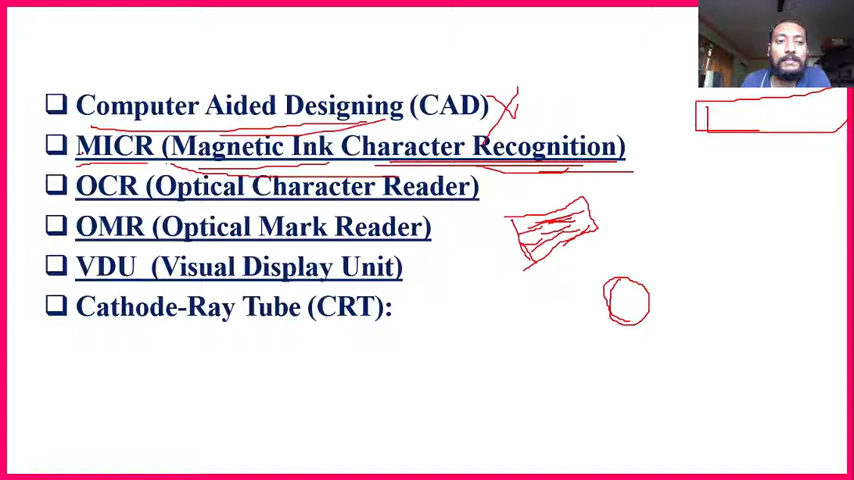 Computer Aided Designing (CAD)
MICR (Magnetic Ink Character Recognition)
OCR (Optical Character Reader)
OMR (Optical Mark Reader)
VDU (Visual Display Unit)
Cathode-Ray Tube (CRT):